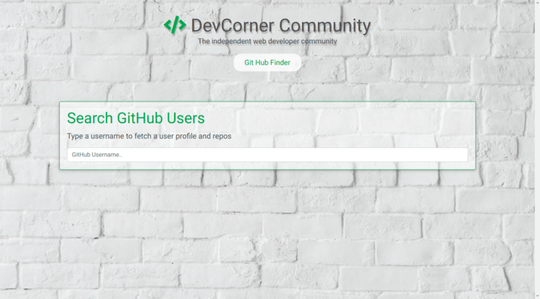 </> DevCorner Community
The independent web developer community
Git Hub Finder
Search GitHub Users
Type a username to fetch a user profile and repos
GitHub Username..